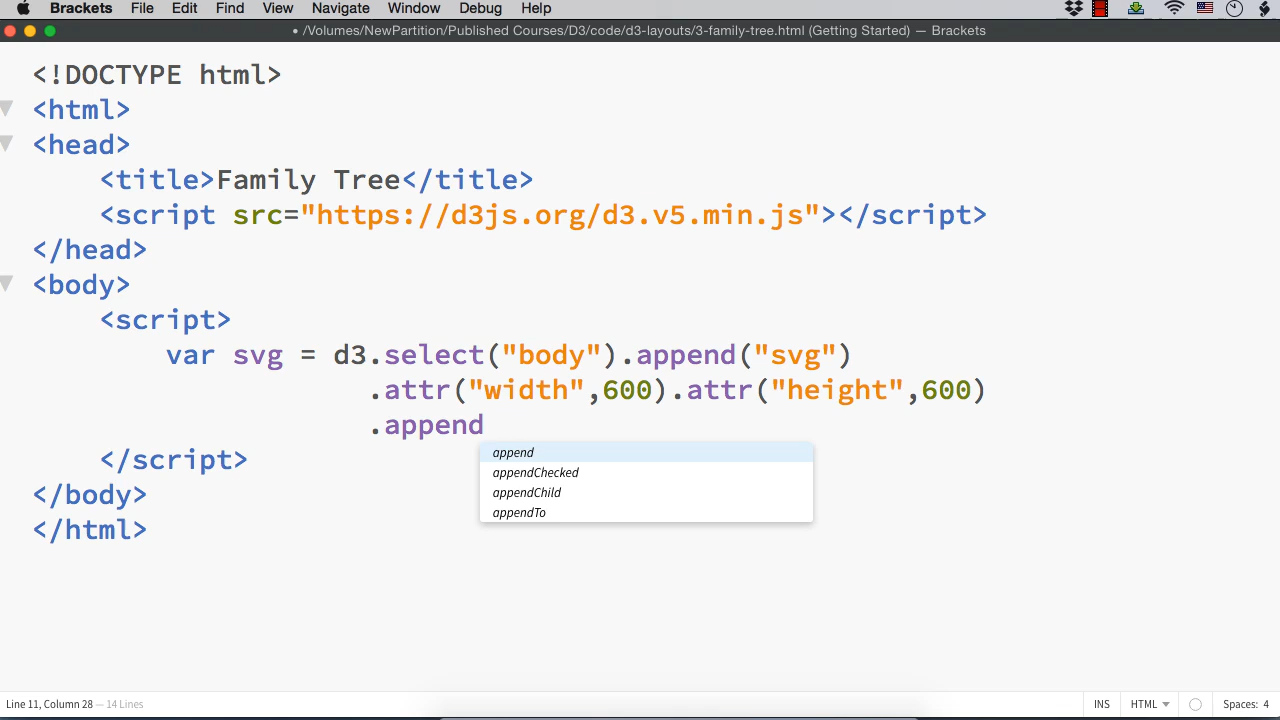 Brackets File Edit Find View Navigate Window Debug Help
• /Volumes/NewPartition/Published Courses/D3/code/d3-layouts/3-family-tree.html (Getting Started) — Brackets
<!DOCTYPE html>
<html>
<head>
<title>Family Tree</title>
<script src="https://d3js.org/d3.v5.min.js"></script>
</head>
<body>
<script>
var svg = d3.select("body").append("svg")
.attr("width",600).attr("height",600)
.append
append
appendChecked
appendChild
appendTo
</script>
</body>
</html>
Line 11, Column 28 — 14 Lines INS HTML Spaces: 4